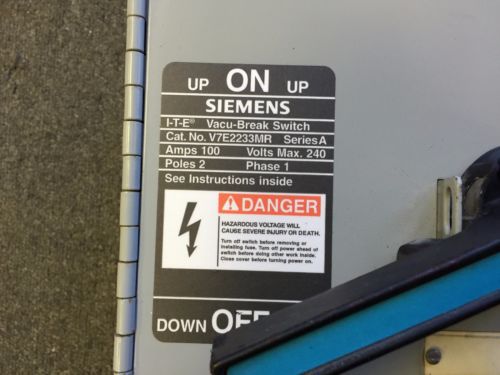 UP ON UP
SIEMENS
I-T-E® Vacu-Break Switch
Cat. No. V7E2233MR Series A
Amps 100 Volts Max. 240
Poles 2 Phase 1
See Instructions inside
DANGER
HAZARDOUS VOLTAGE WILL
CAUSE SEVERE INJURY OR DEATH.
Turn off switch before removing or
installing fuse. Turn off power ahead of
switch before doing other work inside.
Close cover before turning power on.
DOWN OFF